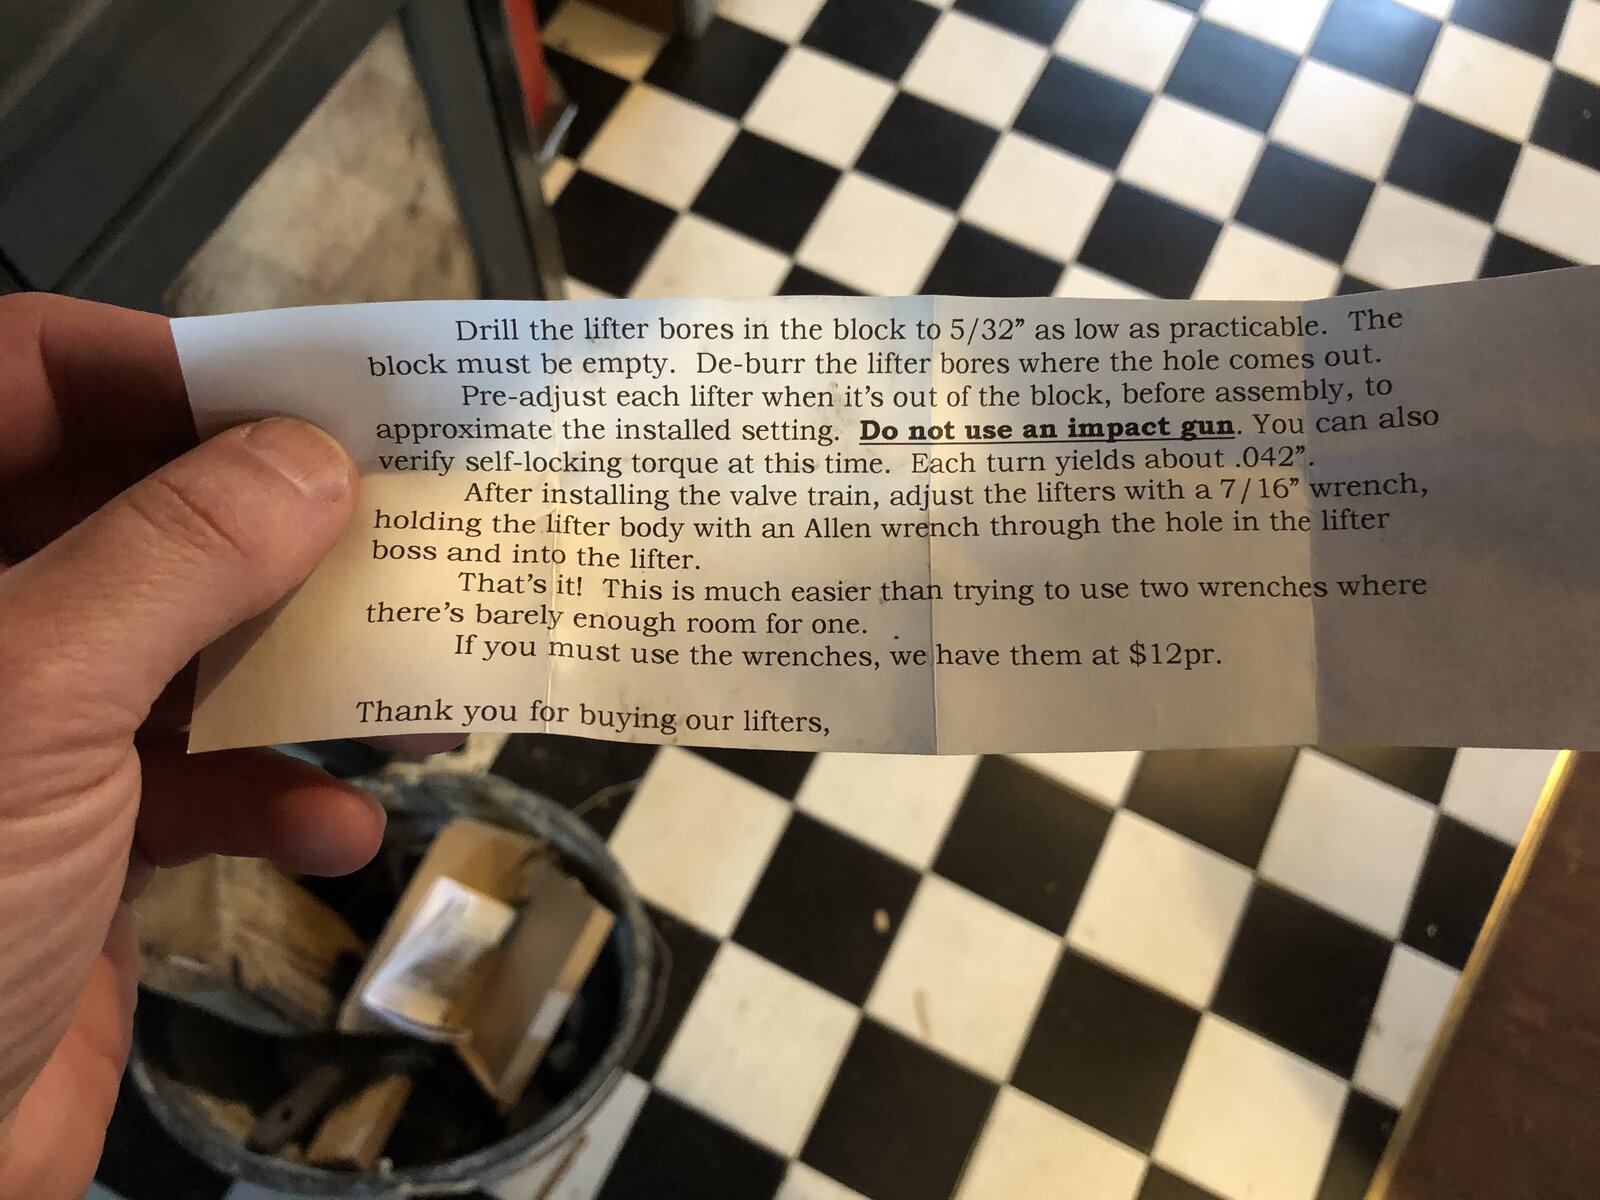 Drill the lifter bores in the block to 5/32” as low as practicable. The
block must be empty. De-burr the lifter bores where the hole comes out.
Pre-adjust each lifter when it’s out of the block, before assembly, to
approximate the installed setting. Do not use an impact gun. You can also
verify self-locking torque at this time. Each turn yields about .042”.
After installing the valve train, adjust the lifters with a 7/16” wrench,
holding the lifter body with an Allen wrench through the hole in the lifter
boss and into the lifter.
That’s it! This is much easier than trying to use two wrenches where
there’s barely enough room for one.
If you must use the wrenches, we have them at $12pr.
Thank you for buying our lifters,